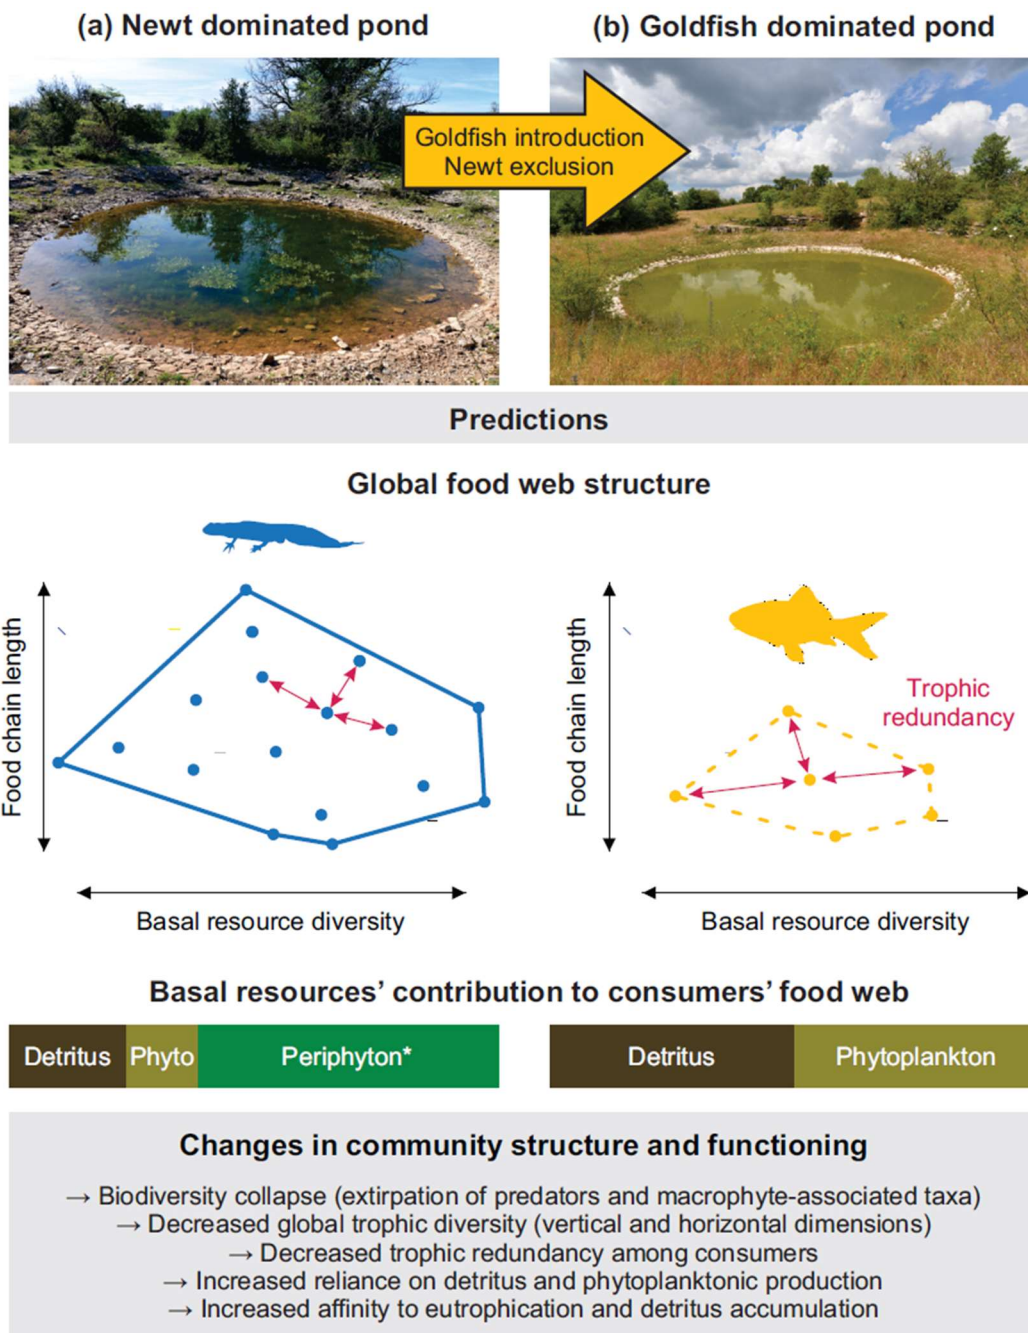 (a) Newt dominated pond
(b) Goldfish dominated pond
Goldfish introduction
Newt exclusion
Predictions
Global food web structure
Food chain length
Basal resource diversity
Food chain length
Trophic
redundancy
Basal resource diversity
Basal resources’ contribution to consumers’ food web
Detritus
Phyto
Periphyton*
Detritus
Phytoplankton
Changes in community structure and functioning
→ Biodiversity collapse (extirpation of predators and macrophyte-associated taxa)
→ Decreased global trophic diversity (vertical and horizontal dimensions)
→ Decreased trophic redundancy among consumers
→ Increased reliance on detritus and phytoplanktonic production
→ Increased affinity to eutrophication and detritus accumulation